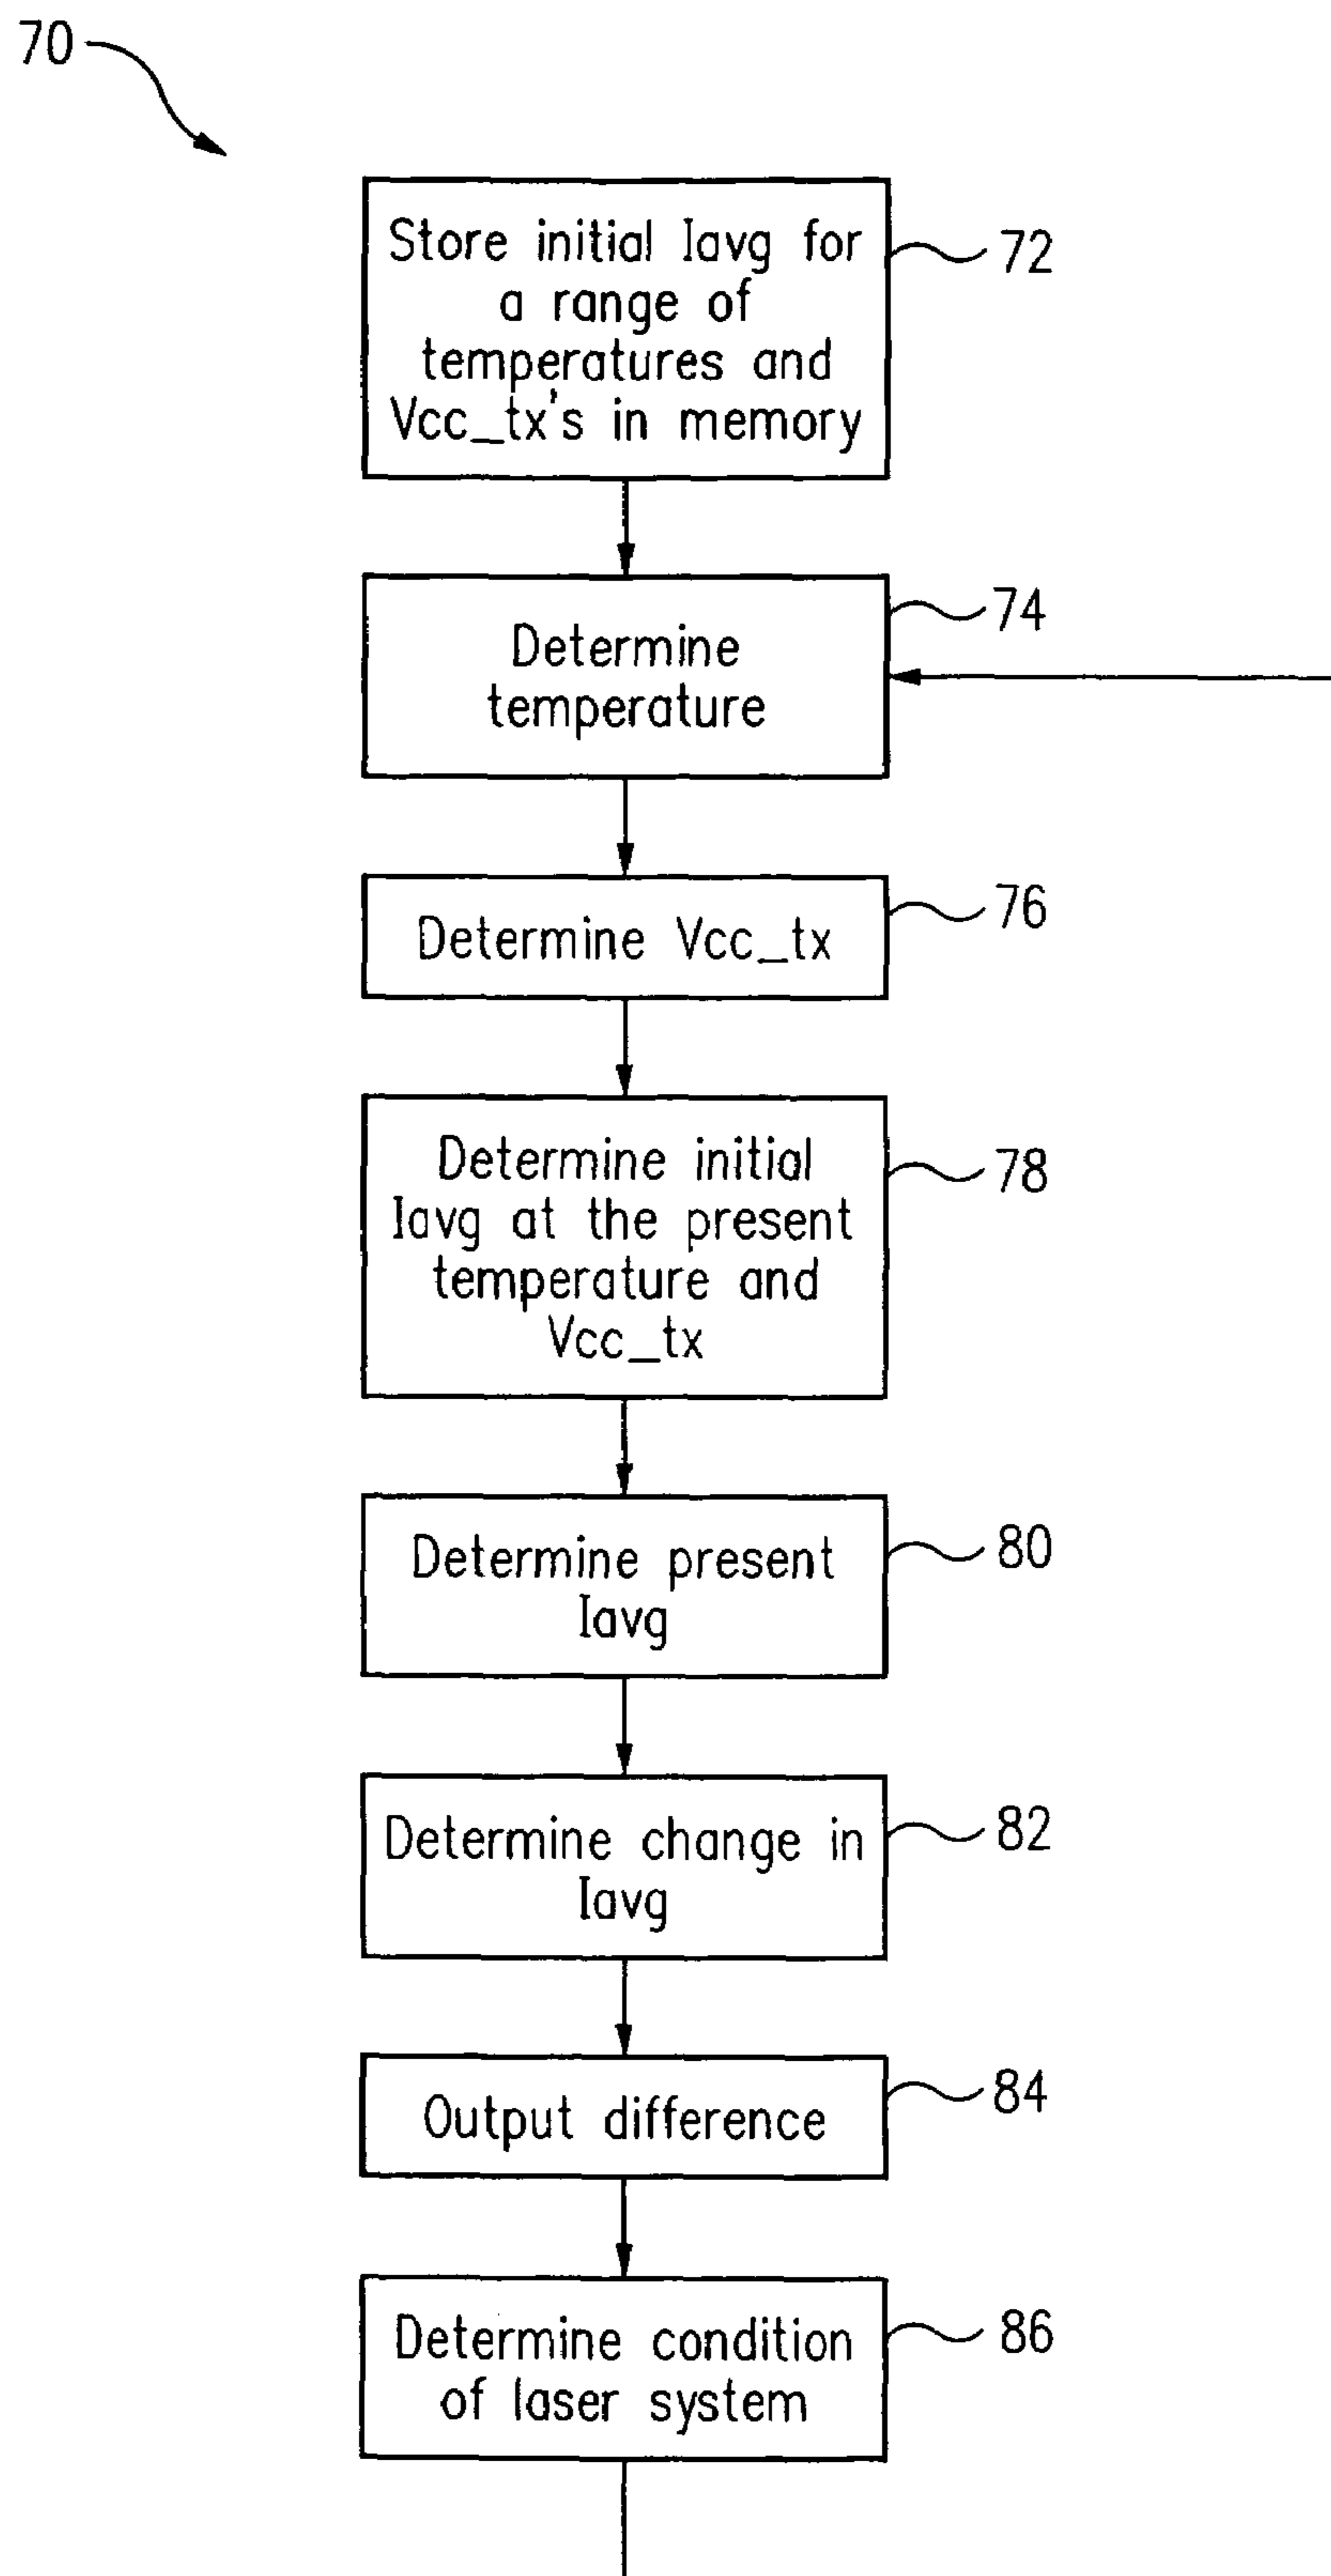 70
Store initial Iavg for
a range of
temperatures and
Vcc_tx's in memory
72
Determine
temperature
74
Determine Vcc_tx
76
Determine initial
Iavg at the present
temperature and
Vcc_tx
78
Determine present
Iavg
80
Determine change in
Iavg
82
Output difference
84
Determine condition
of laser system
86